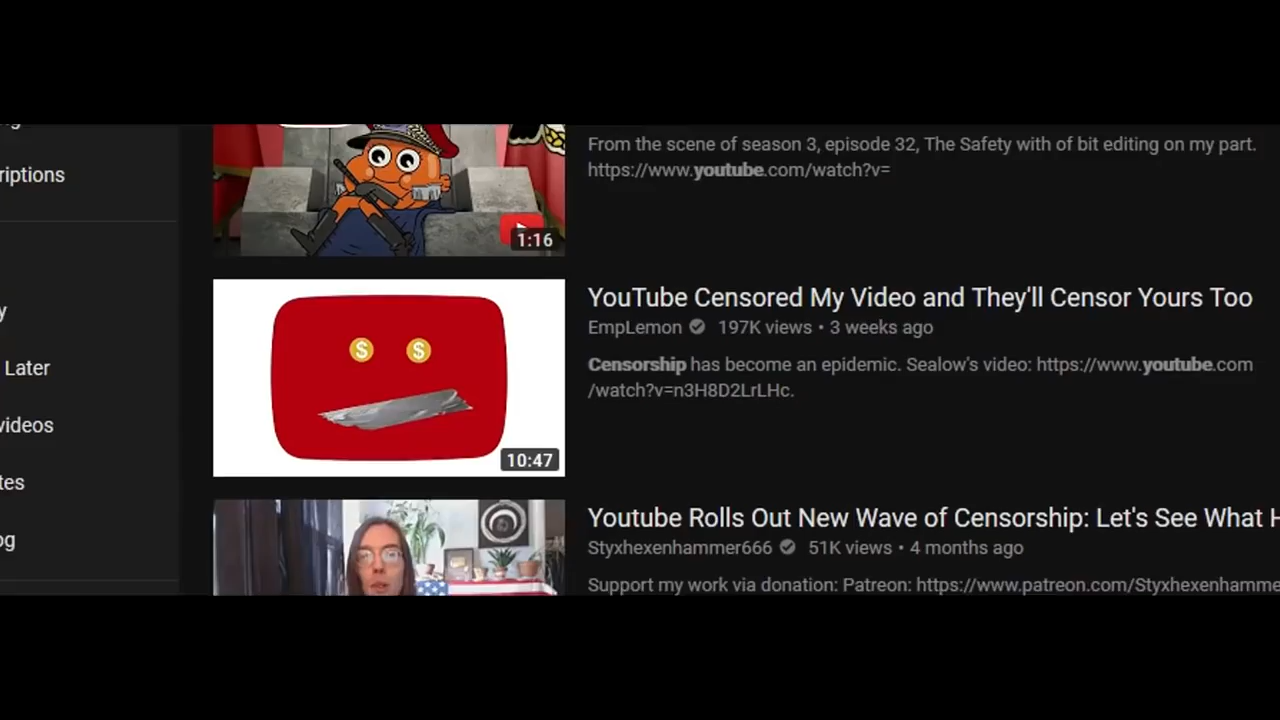 riptions
From the scene of season 3, episode 32, The Safety with of bit editing on my part.
https://www.youtube.com/watch?v=
1:16
YouTube Censored My Video and They'll Censor Yours Too
y
EmpLemon 197K views • 3 weeks ago
Later
Censorship has become an epidemic. Sealow's video: https://www.youtube.com
/watch?v=n3H8D2LrLHc.
$ $
videos
10:47
tes
Youtube Rolls Out New Wave of Censorship: Let's See What H
og
Styxhexenhammer666 51K views • 4 months ago
Support my work via donation: Patreon: https://www.patreon.com/Styxhexenhamme